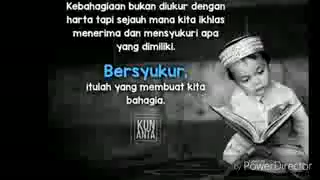 Kebahagiaan bukan diukur dengan
harta tapi sejauh mana kita ikhlas
menerima dan mensyukuri apa
yang dimiliki.
Bersyukur,
itulah yang membuat kita
bahagia.
KUN
ANTA
by PowerDirector